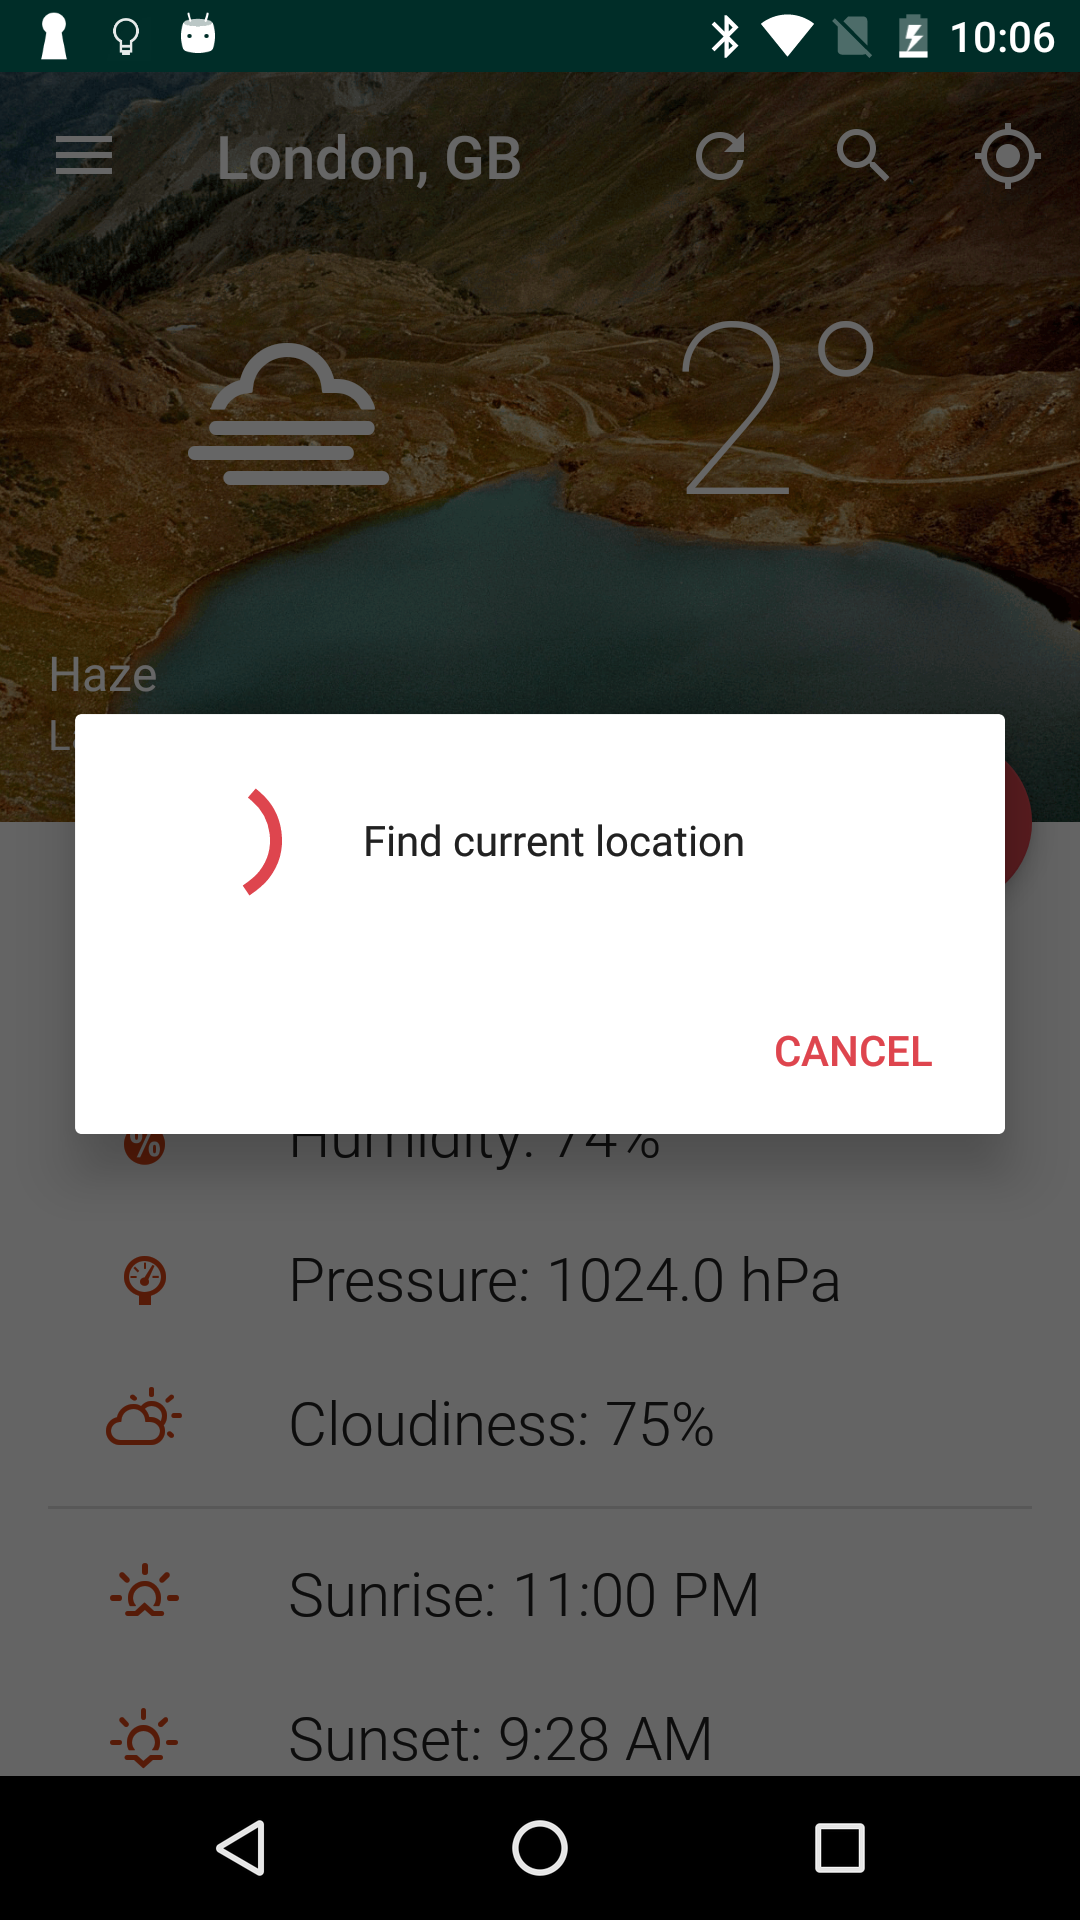 10:06
London, GB
2°
Haze
Find current location
CANCEL
Humidity: 74%
Pressure: 1024.0 hPa
Cloudiness: 75%
Sunrise: 11:00 PM
Sunset: 9:28 AM